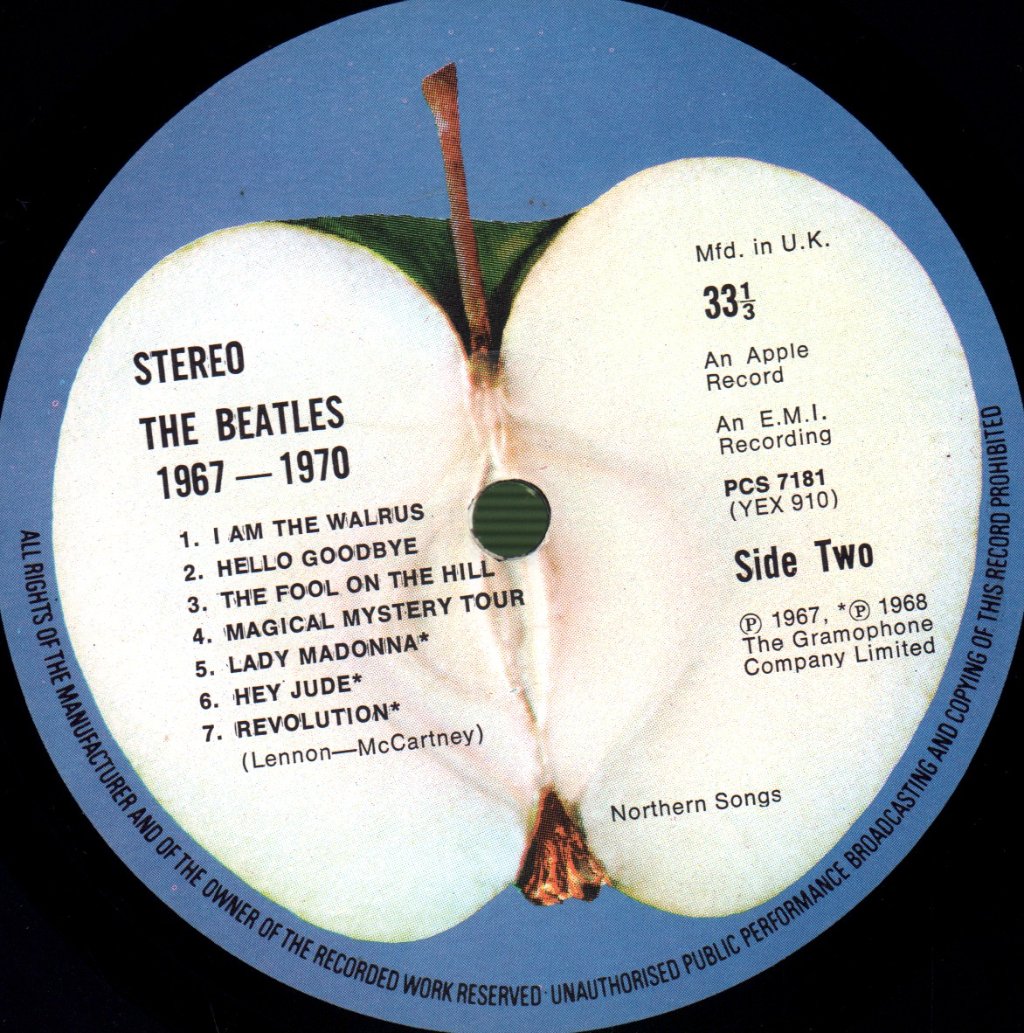 STEREO
THE BEATLES
1967 — 1970
1. I AM THE WALRUS
2. HELLO GOODBYE
3. THE FOOL ON THE HILL
4. MAGICAL MYSTERY TOUR
5. LADY MADONNA*
6. HEY JUDE*
7. REVOLUTION*
(Lennon—McCartney)
Mfd. in U.K.
33⅓
An Apple
Record
An E.M.I.
Recording
PCS 7181
(YEX 910)
Side Two
℗ 1967, *℗ 1968
The Gramophone
Company Limited
Northern Songs
ALL RIGHTS OF THE MANUFACTURER AND OF THE OWNER OF THE RECORDED WORK RESERVED · UNAUTHORISED PUBLIC PERFORMANCE BROADCASTING AND COPYING OF THIS RECORD PROHIBITED